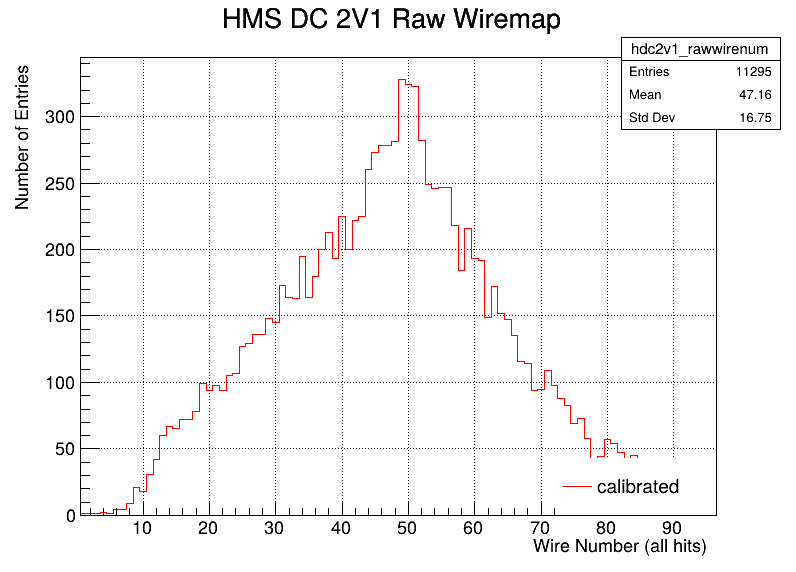 HMS DC 2V1 Raw Wiremap
hdc2v1_rawwirenum
Entries 11295
Mean 47.16
Std Dev 16.75
Number of Entries
300
250
200
150
100
50
0
10 20 30 40 50 60 70 80 90
calibrated
Wire Number (all hits)